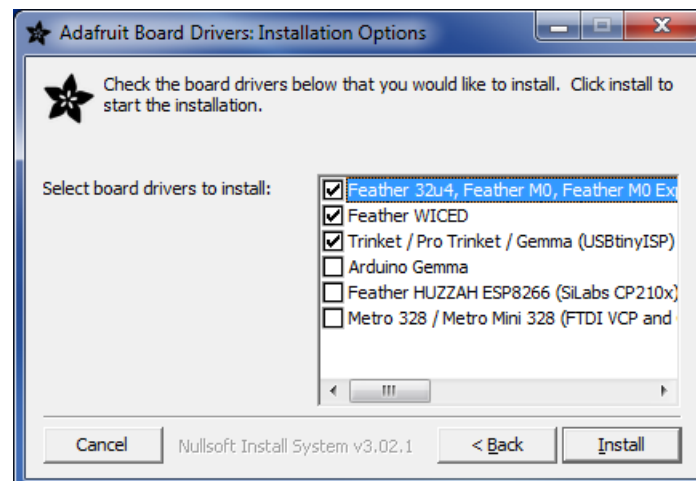 Adafruit Board Drivers: Installation Options
Check the board drivers below that you would like to install. Click install to
start the installation.
Select board drivers to install:
Feather 32u4, Feather M0, Feather M0 Ex
Feather WICED
Trinket / Pro Trinket / Gemma (USBtinyISP)
Arduino Gemma
Feather HUZZAH ESP8266 (SiLabs CP210x)
Metro 328 / Metro Mini 328 (FTDI VCP and
Cancel
Nullsoft Install System v3.02.1
< Back
Install